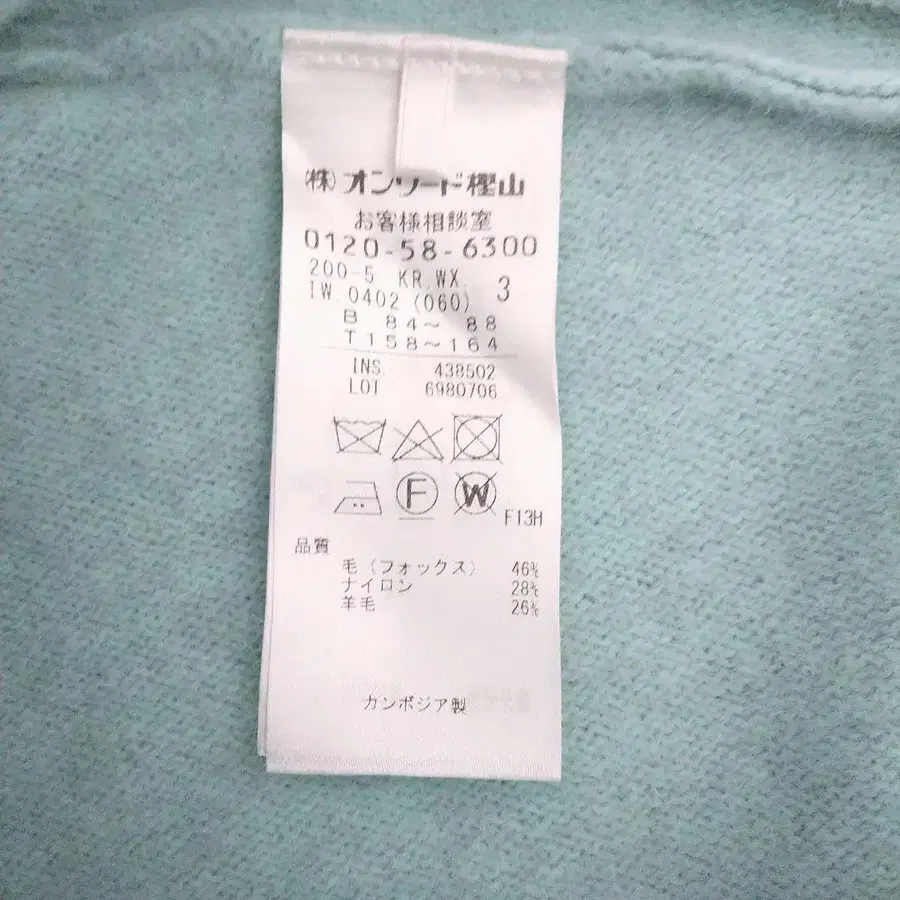 ㈱オンワード樫山
お客様相談室
0120-58-6300
200-5 KR.WX. 3
IW.0402 (060)
B 84～ 88
T158～164
INS. 438502
LOT 6980706
F W
F13H
品質
毛（フォックス） 46%
ナイロン 28%
羊毛 26%
カンボジア製